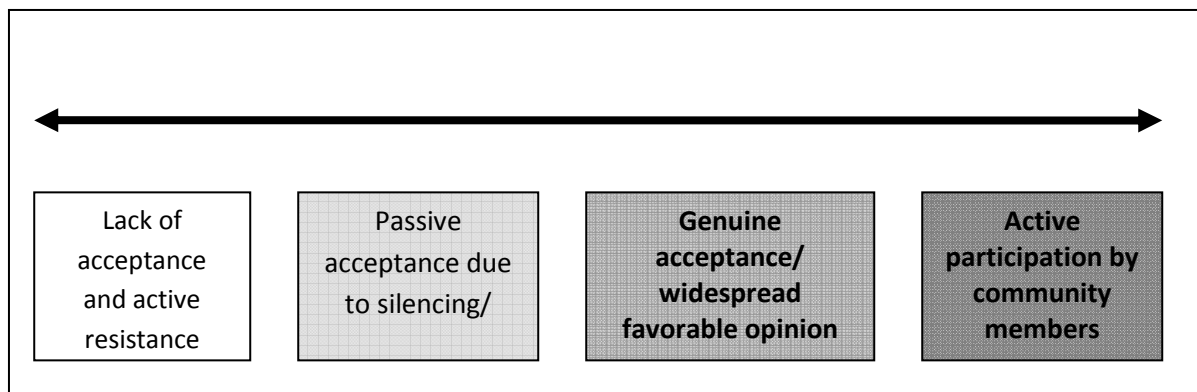 Lack of
acceptance
and active
resistance
Passive
acceptance due
to silencing/
Genuine
acceptance/
widespread
favorable opinion
Active
participation by
community
members